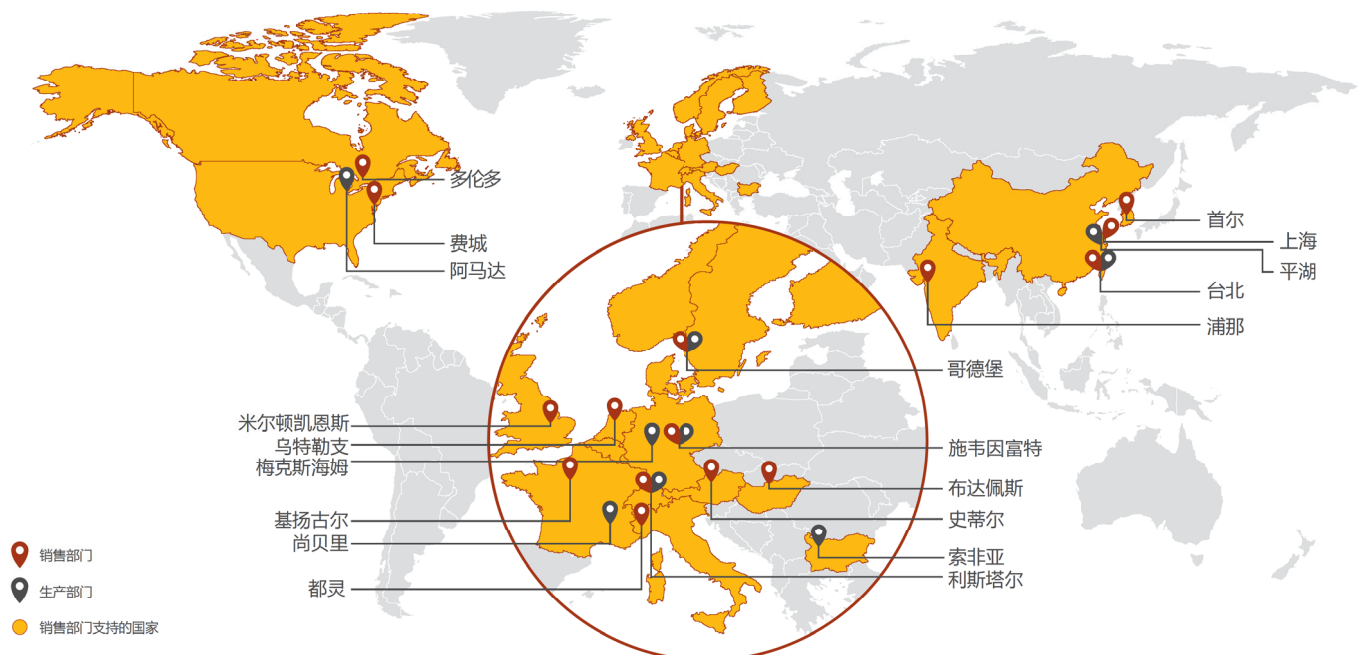 多伦多
费城
阿马达
首尔
上海
平湖
台北
浦那
哥德堡
米尔顿凯恩斯
乌特勒支
梅克斯海姆
施韦因富特
布达佩斯
基扬古尔
史蒂尔
尚贝里
索非亚
利斯塔尔
都灵
销售部门
生产部门
销售部门支持的国家